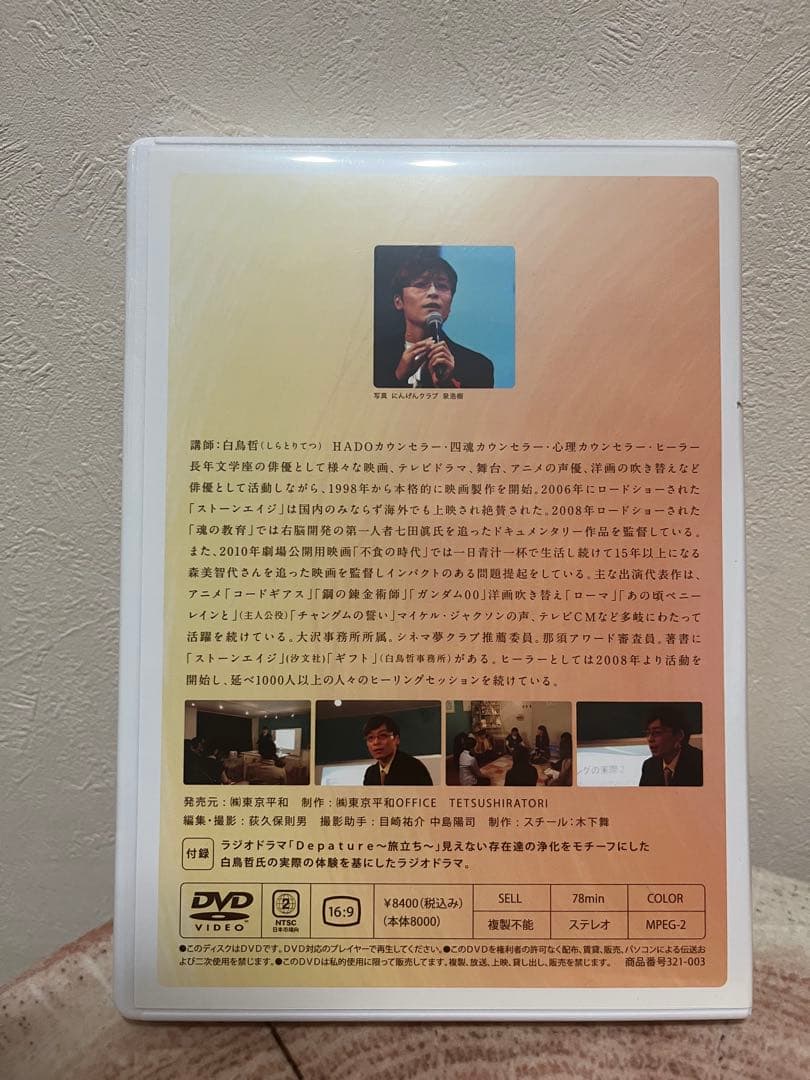 写真 にんげんクラブ 泉浩樹
講師：白鳥哲（しらとりてつ） HADOカウンセラー・四魂カウンセラー・心理カウンセラー・ヒーラー
長年文学座の俳優として様々な映画、テレビドラマ、舞台、アニメの声優、洋画の吹き替えなど
俳優として活動しながら、1998年から本格的に映画製作を開始。2006年にロードショーされた
「ストーンエイジ」は国内のみならず海外でも上映され絶賛された。2008年ロードショーされた
「魂の教育」では右脳開発の第一人者七田眞氏を追ったドキュメンタリー作品を監督している。
また、2010年劇場公開用映画「不食の時代」では一日青汁一杯で生活し続けて15年以上になる
森美智代さんを追った映画を監督しインパクトのある問題提起をしている。主な出演代表作は、
アニメ「コードギアス」「鋼の錬金術師」「ガンダム00」洋画吹き替え「ローマ」「あの頃ペニー
レインと」（主人公役）「チャングムの誓い」マイケル・ジャクソンの声、テレビCMなど多岐にわたって
活躍を続けている。大沢事務所所属。シネマ夢クラブ推薦委員。那須アワード審査員。著書に
「ストーンエイジ」（汐文社）「ギフト」（白鳥哲事務所）がある。ヒーラーとしては2008年より活動を
開始し、延べ1000人以上の人々のヒーリングセッションを続けている。
ングの実際2
発売元：㈱東京平和 制作：㈱東京平和OFFICE TETSUSHIRATORI
編集・撮影：荻久保則男 撮影助手：目崎祐介 中島陽司 制作：スチール：木下舞
付録
ラジオドラマ「Depature〜旅立ち〜」見えない存在達の浄化をモチーフにした
白鳥哲氏の実際の体験を基にしたラジオドラマ。
DVD VIDEO
2 NTSC 日本市場向
16:9
¥8400（税込み）
（本体8000）
SELL 78min COLOR
複製不能 ステレオ MPEG-2
●このディスクはDVDです。DVD対応のプレイヤーで再生してください。●このDVDを権利者の許可なく配布、賃貸、販売、パソコンによる伝送お
よび二次使用を禁じます。●このDVDは私的使用に限って販売してます。複製、放送、上映、貸し出し、販売を禁じます。 商品番号321-003